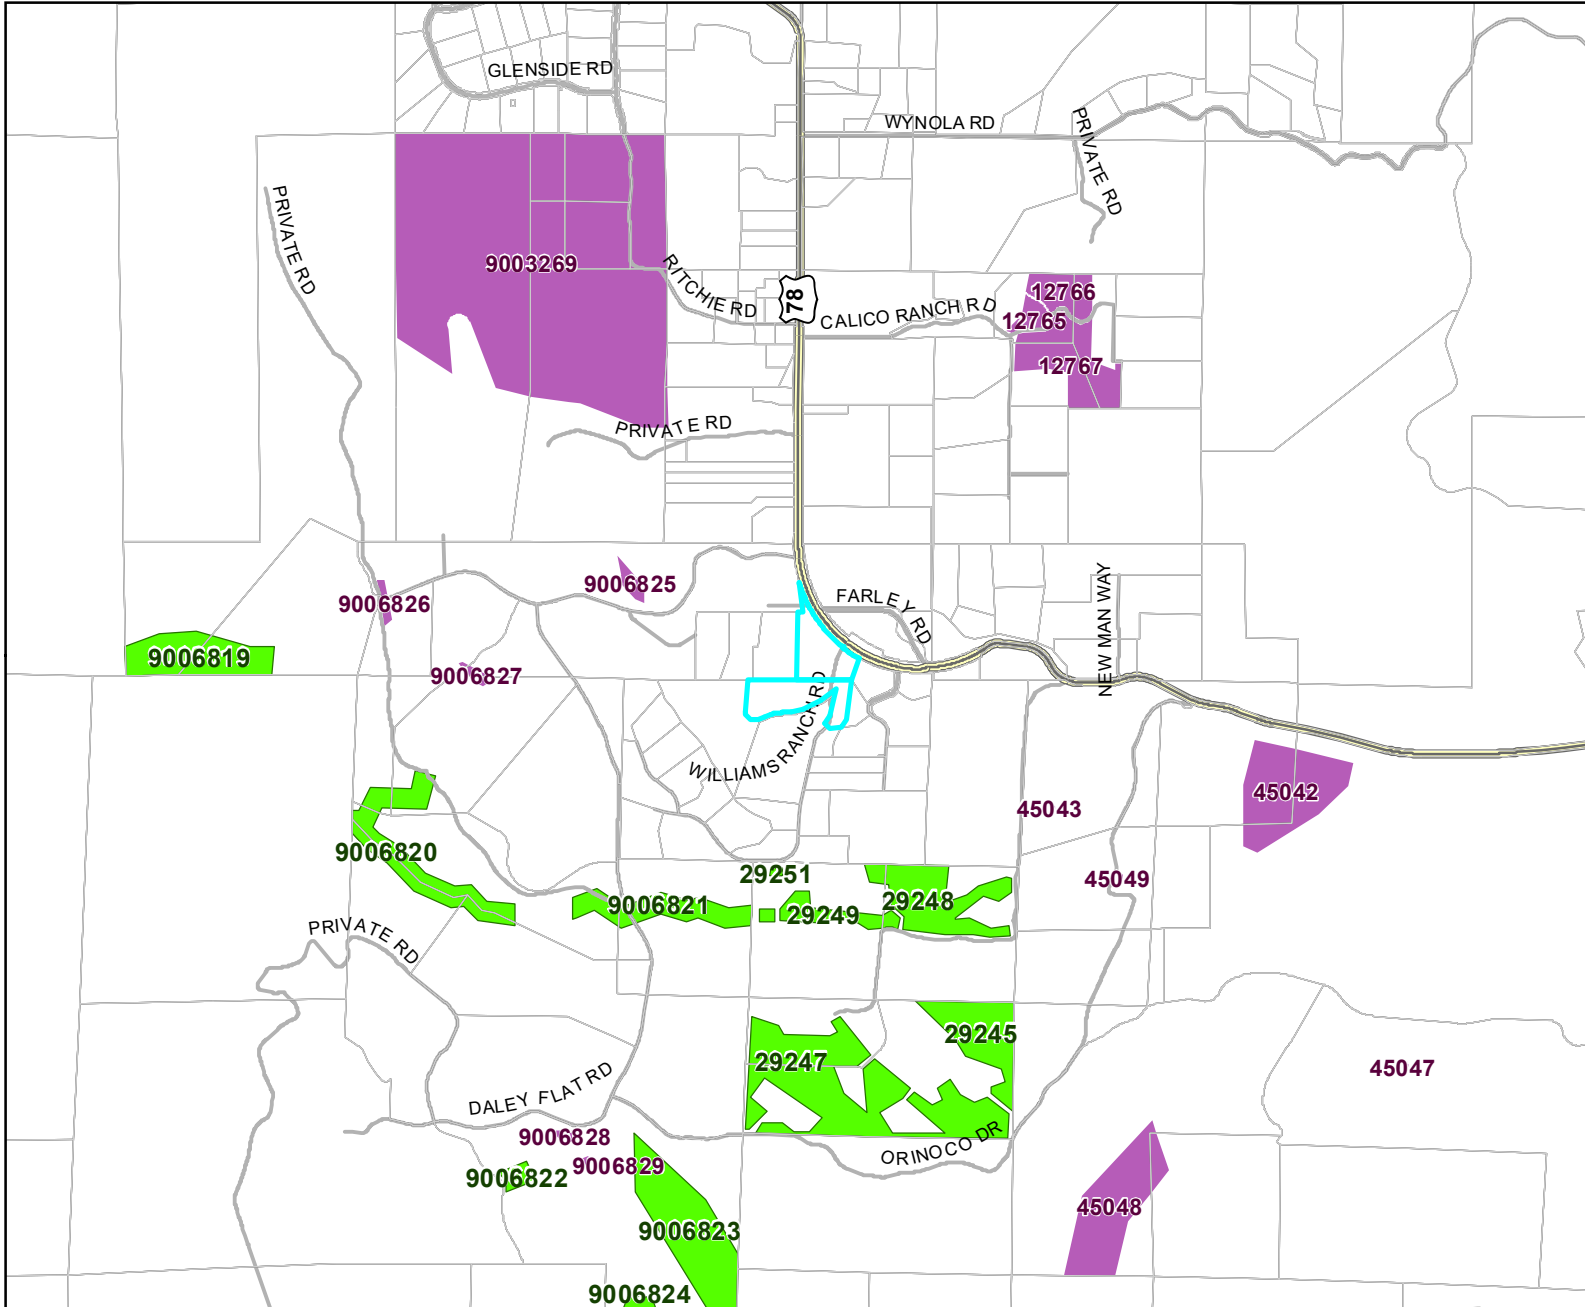 GLENSIDE RD
WYNOLA RD
PRIVATE RD
PRIVATE RD
9003269
RITCHIE RD
78
CALICO RANCH RD
12766
12765
12767
PRIVATE RD
9006825
9006826
FARLEY RD
NEW MAN WAY
9006819
9006827
WILLIAMS RANCH RD
45042
45043
9006820
29251
45049
9006821
29249
29248
PRIVATE RD
29245
29247
45047
DALEY FLAT RD
9006828
ORINOCO DR
9006829
9006822
45048
9006823
9006824